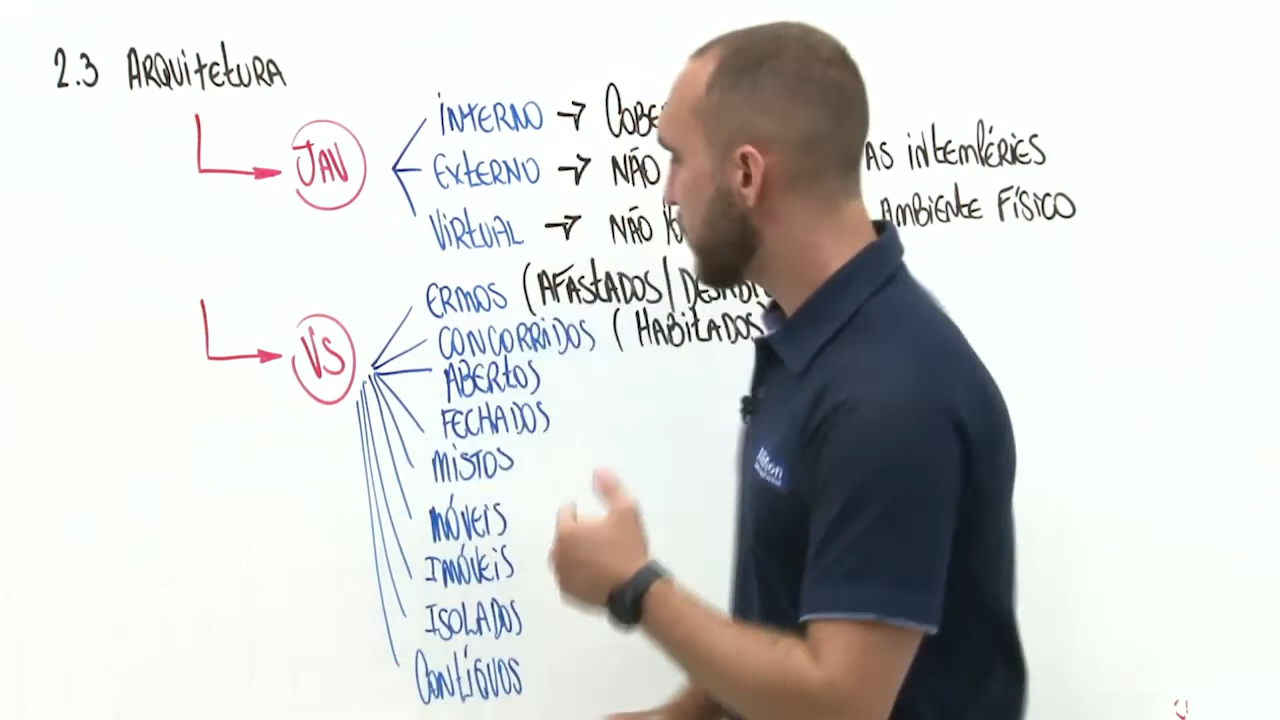 2.3 ARQUITETURA
JAN
INTERNO → COBE
EXTERNO → NÃO AS INTEMPÉRIES
VIRTUAL → NÃO AMBIENTE FÍSICO
VS
ERMOS (AFASTADOS/DESABI
CONCORRIDOS (HABITADOS
ABERTOS
FECHADOS
MISTOS
MÓVEIS
IMÓVEIS
ISOLADOS
CONTÍGUOS